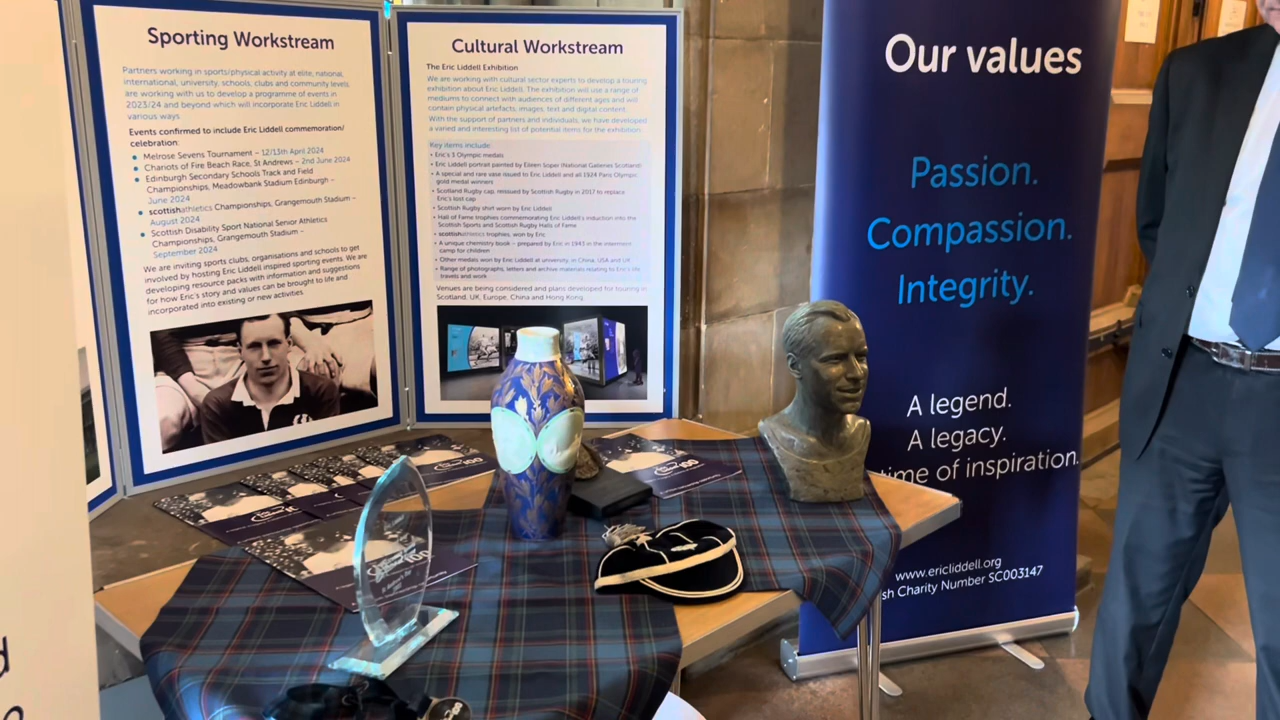 Sporting Workstream
Partners working in sports/physical activity at elite, national,
international, university, schools, clubs and community levels,
are working with us to develop a programme of events in
2023/24 and beyond which will incorporate Eric Liddell in
various ways
Events confirmed to include Eric Liddell commemoration/
celebration:
• Melrose Sevens Tournament – 12/13th April 2024
• Chariots of Fire Beach Race, St Andrews – 2nd June 2024
• Edinburgh Secondary Schools Track and Field
Championships, Meadowbank Stadium Edinburgh –
June 2024
• scottishathletics Championships, Grangemouth Stadium –
August 2024
• Scottish Disability Sport National Senior Athletics
Championships, Grangemouth Stadium –
September 2024
We are inviting sports clubs, organisations and schools to get
involved by hosting Eric Liddell inspired sporting events. We are
developing resource packs with information and suggestions
for how Eric's story and values can be brought to life and
incorporated into existing or new activities.
Cultural Workstream
The Eric Liddell Exhibition
We are working with cultural sector experts to develop a touring
exhibition about Eric Liddell. The exhibition will use a range of
mediums to connect with audiences of different ages and will
contain physical artefacts, images, text and digital content.
With the support of partners and individuals, we have developed
a varied and interesting list of potential items for the exhibition.
Key items include:
• Eric's 3 Olympic medals
• Eric Liddell portrait painted by Eileen Soper (National Galleries Scotland)
• A special and rare vase issued to Eric Liddell and all 1924 Paris Olympic
gold medal winners
• Scotland Rugby cap, reissued by Scottish Rugby in 2017 to replace
Eric's lost cap
• Scottish Rugby shirt worn by Eric Liddell
• Hall of Fame trophies commemorating Eric Liddell's induction into the
Scottish Sports and Scottish Rugby Halls of Fame
• scottishathletics trophies, won by Eric
• A unique chemistry book – prepared by Eric in 1943 in the internment
camp for children
• Other medals won by Eric Liddell at university, in China, USA and UK
• Range of photographs, letters and archive materials relating to Eric's life,
travels and work
Venues are being considered and plans developed for touring in
Scotland, UK, Europe, China and Hong Kong.
Our values
Passion.
Compassion.
Integrity.
A legend.
A legacy.
time of inspiration.
www.ericliddell.org
sh Charity Number SC003147
100
100
100
d